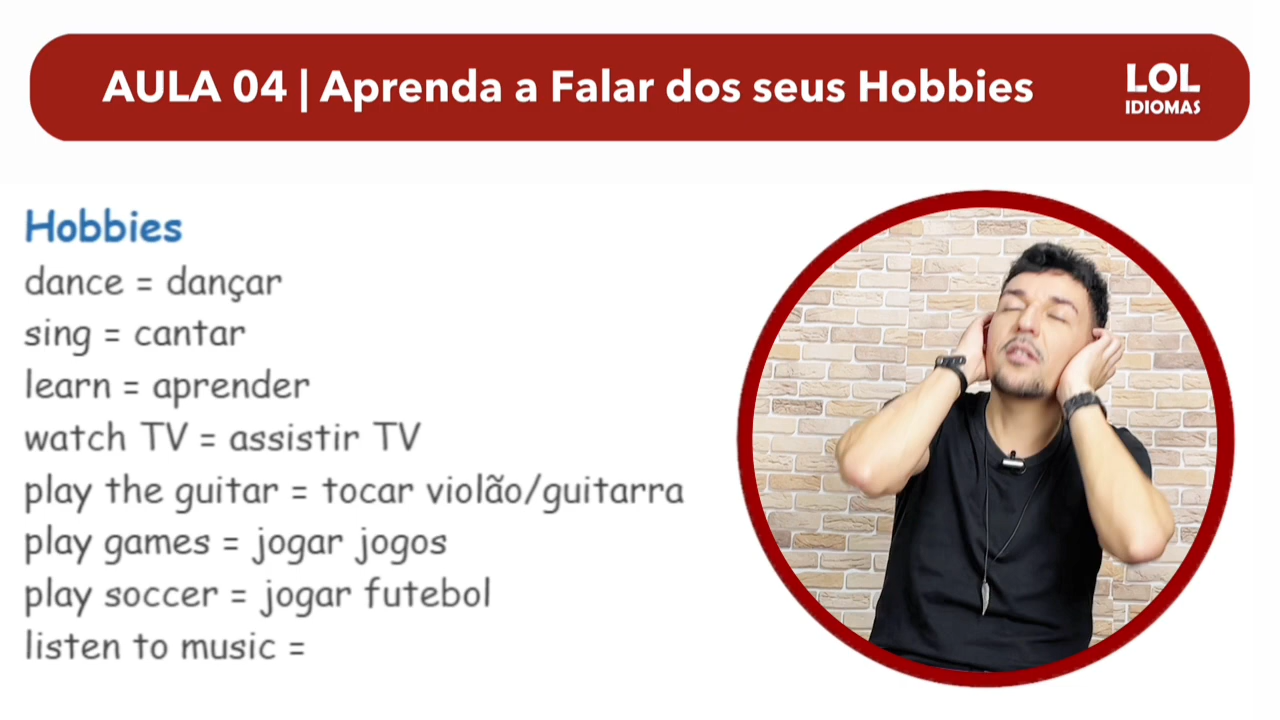 AULA 04 | Aprenda a Falar dos seus Hobbies
LOL
IDIOMAS
Hobbies
dance = dançar
sing = cantar
learn = aprender
watch TV = assistir TV
play the guitar = tocar violão/guitarra
play games = jogar jogos
play soccer = jogar futebol
listen to music =